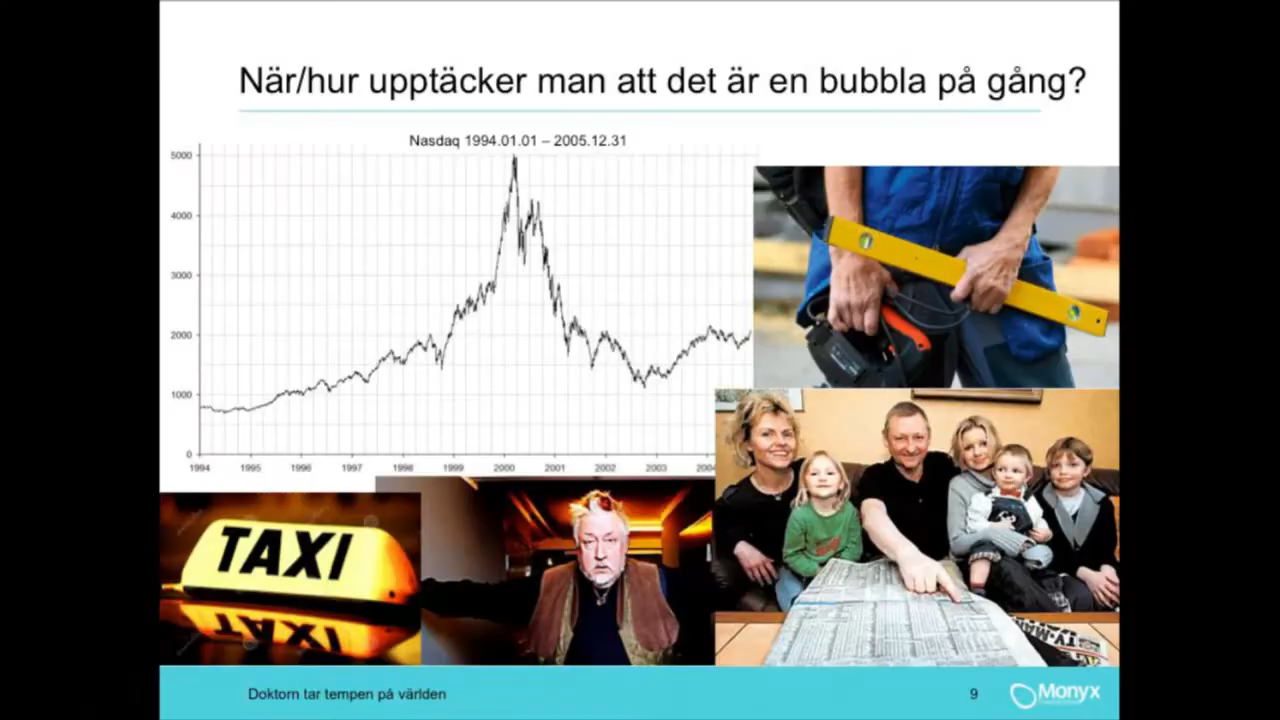 När/hur upptäcker man att det är en bubbla på gång?
Nasdaq 1994.01.01 – 2005.12.31
5000
4000
3000
2000
1000
0
1994 1995 1996 1997 1998 1999 2000 2001 2002 2003 2004
TAXI
Doktorn tar tempen på världen
9
Monyx